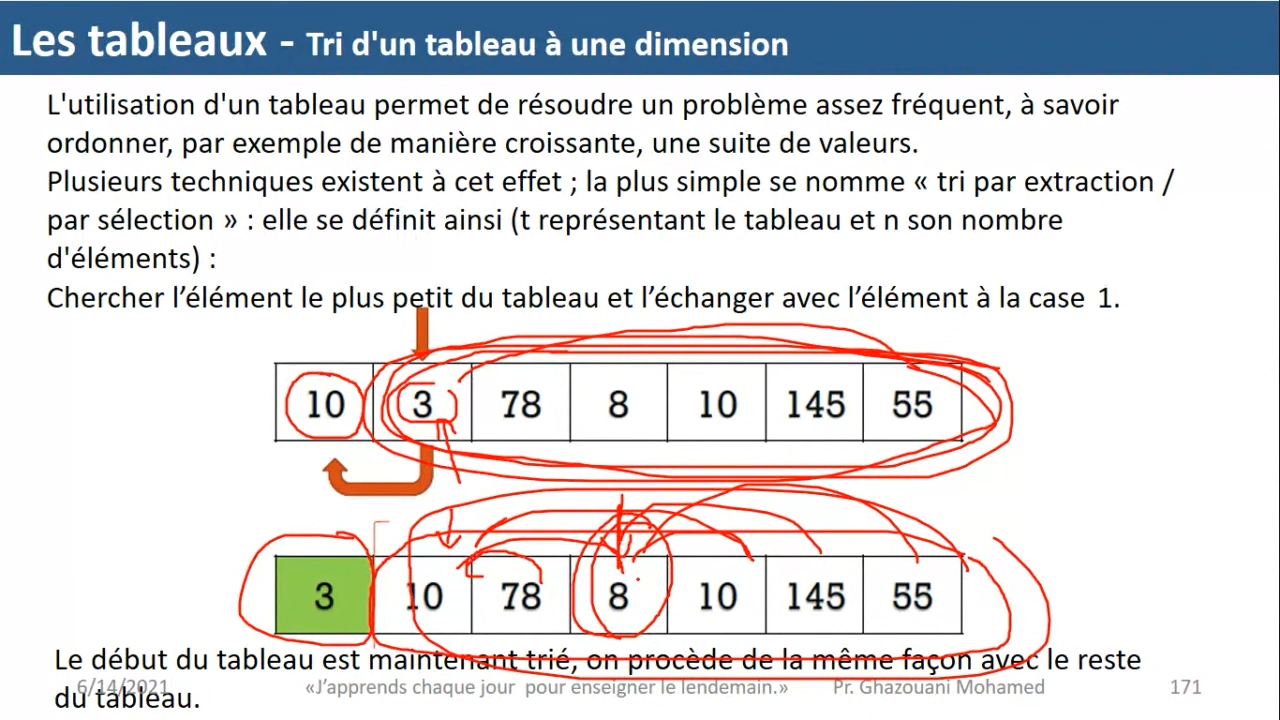 Les tableaux - Tri d'un tableau à une dimension
L'utilisation d'un tableau permet de résoudre un problème assez fréquent, à savoir
ordonner, par exemple de manière croissante, une suite de valeurs.
Plusieurs techniques existent à cet effet ; la plus simple se nomme « tri par extraction /
par sélection » : elle se définit ainsi (t représentant le tableau et n son nombre
d'éléments) :
Chercher l’élément le plus petit du tableau et l’échanger avec l’élément à la case 1.
10 3 78 8 10 145 55
3 10 78 8 10 145 55
Le début du tableau est maintenant trié, on procède de la même façon avec le reste
du tableau.
6/14/2021 «J’apprends chaque jour pour enseigner le lendemain.» Pr. Ghazouani Mohamed 171